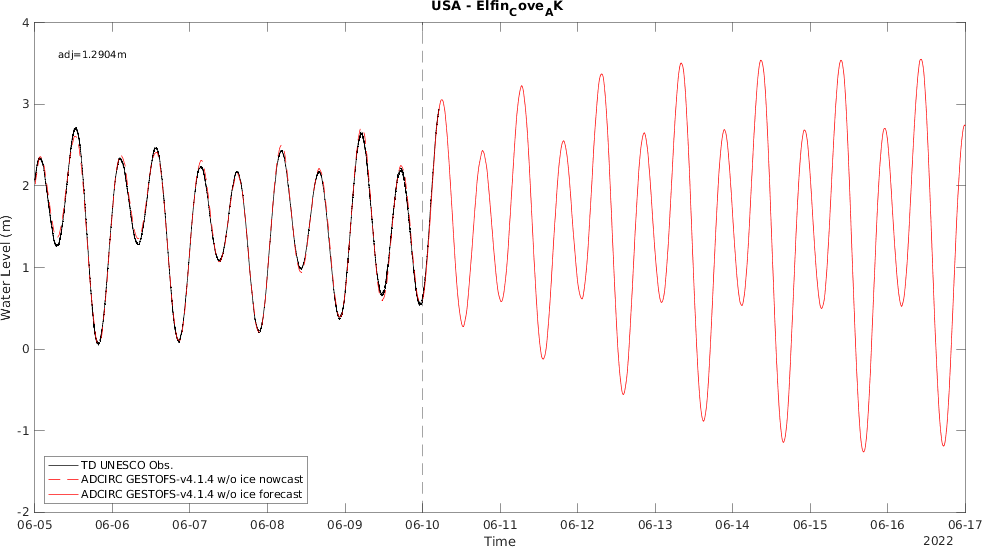 USA - ElfinCoveAK
4
adj=1.2904m
3
2
Water Level (m)
1
0
-1
TD UNESCO Obs.
ADCIRC GESTOFS-v4.1.4 w/o ice nowcast
ADCIRC GESTOFS-v4.1.4 w/o ice forecast
-2
06-05 06-06 06-07 06-08 06-09 06-10 06-11 06-12 06-13 06-14 06-15 06-16 06-17
Time
2022